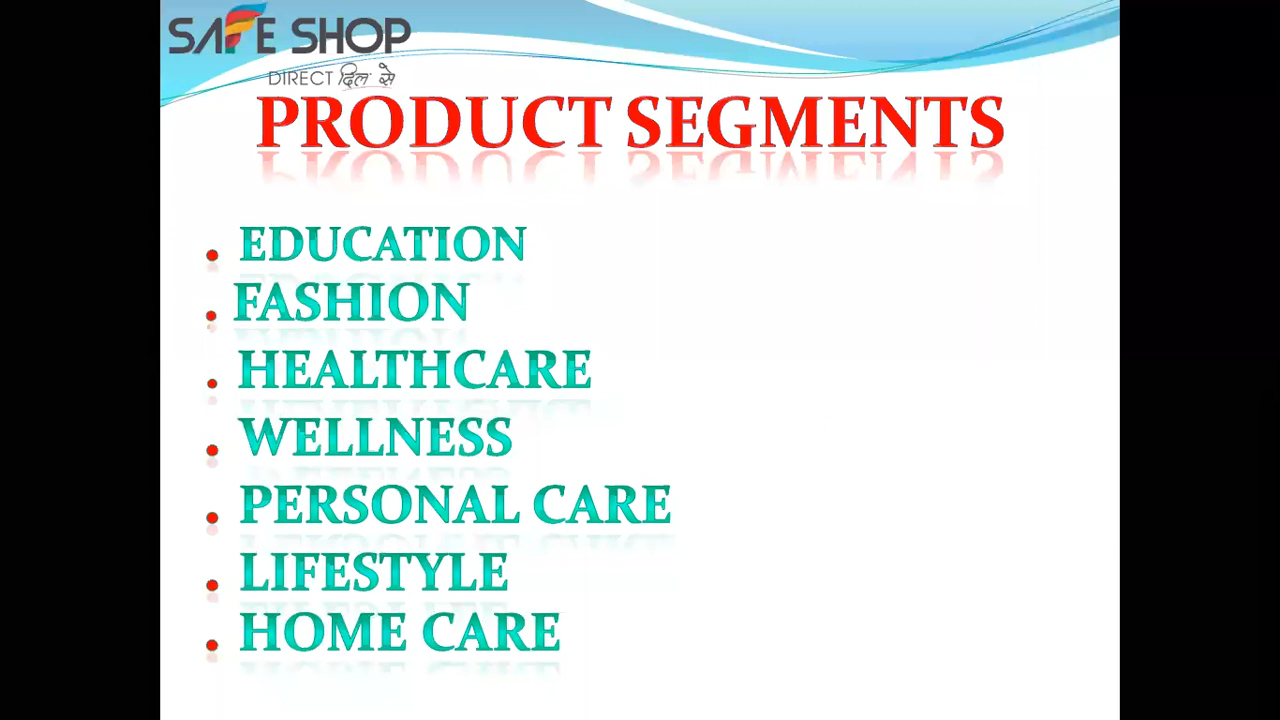 SAFE SHOP
DIRECT दिल से
PRODUCT SEGMENTS
• EDUCATION
• FASHION
• HEALTHCARE
• WELLNESS
• PERSONAL CARE
• LIFESTYLE
• HOME CARE